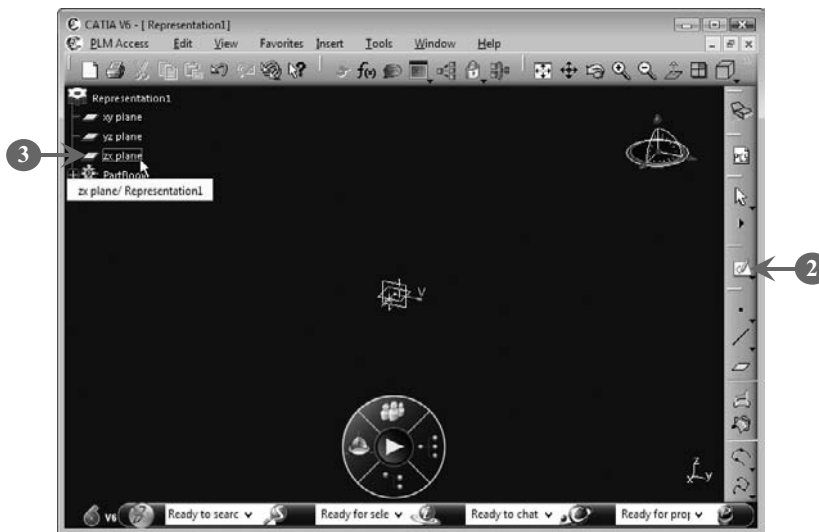 CATIA V6 - [ Representation1]
PLM Access Edit View Favorites Insert Tools Window Help
f(x)
Representation1
xy plane
yz plane
3
zx plane
PartBody
zx plane/ Representation1
2
V
z
x y
V6 Ready to searc Ready for sele Ready to chat Ready for proj